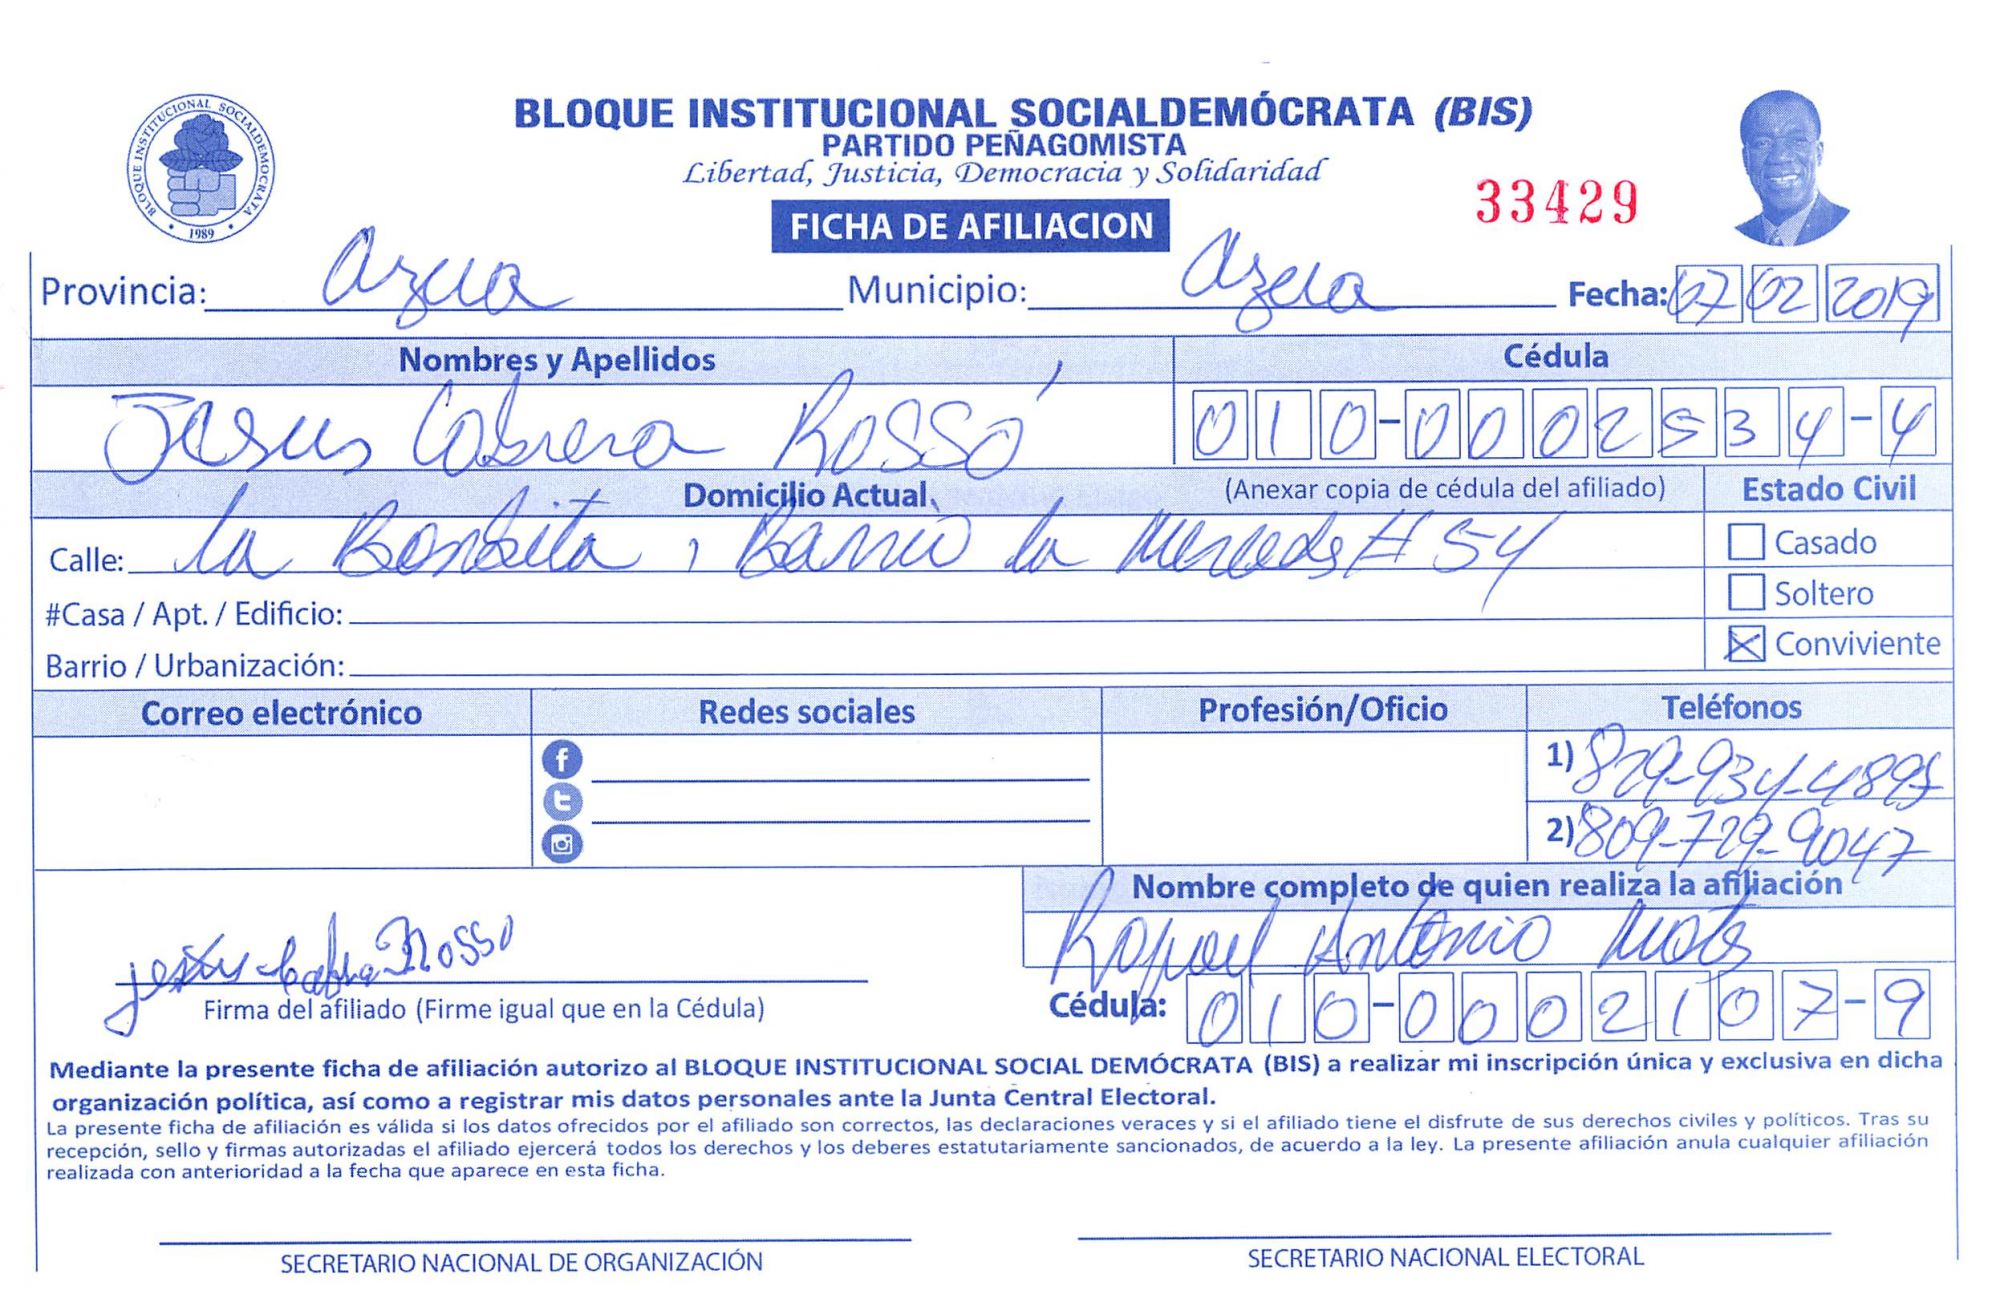 BLOQUE INSTITUCIONAL SOCIALDEMÓCRATA 1989
BLOQUE INSTITUCIONAL SOCIALDEMÓCRATA (BIS)
PARTIDO PEÑAGOMISTA
Libertad, Justicia, Democracia y Solidaridad
33429
FICHA DE AFILIACION
Provincia: Azua Municipio: Azua Fecha: 07 02 2019
Nombres y Apellidos Cédula
Jesus Cabrera Rossó 010-0002534-4
Domicilio Actual (Anexar copia de cédula del afiliado) Estado Civil
Calle: la Bombita, Barrio la Mercedes # 54 Casado
#Casa / Apt. / Edificio: Soltero
Barrio / Urbanización: Conviviente
Correo electrónico Redes sociales Profesión/Oficio Teléfonos
1) 829-934-4895
2) 809-729-9047
Nombre completo de quien realiza la afiliación
Rafael Antonio
Jesus Cabrera Rosso
Firma del afiliado (Firme igual que en la Cédula) Cédula: 010-0002107-9
Mediante la presente ficha de afiliación autorizo al BLOQUE INSTITUCIONAL SOCIAL DEMÓCRATA (BIS) a realizar mi inscripción única y exclusiva en dicha
organización política, así como a registrar mis datos personales ante la Junta Central Electoral.
La presente ficha de afiliación es válida si los datos ofrecidos por el afiliado son correctos, las declaraciones veraces y si el afiliado tiene el disfrute de sus derechos civiles y políticos. Tras su
recepción, sello y firmas autorizadas el afiliado ejercerá todos los derechos y los deberes estatutariamente sancionados, de acuerdo a la ley. La presente afiliación anula cualquier afiliación
realizada con anterioridad a la fecha que aparece en esta ficha.
SECRETARIO NACIONAL DE ORGANIZACIÓN SECRETARIO NACIONAL ELECTORAL